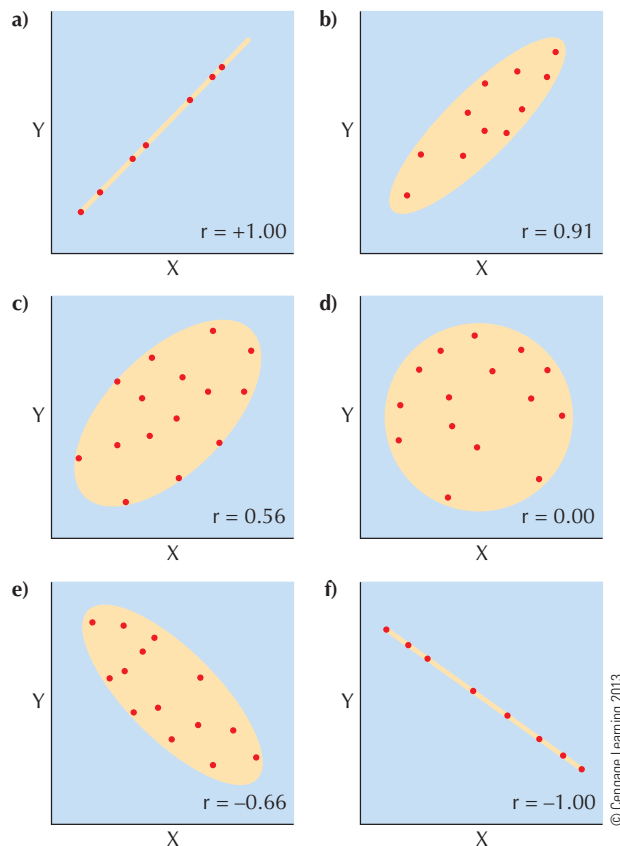 a)
Y
r = +1.00
X
b)
Y
r = 0.91
X
c)
Y
r = 0.56
X
d)
Y
r = 0.00
X
e)
Y
r = –0.66
X
f)
Y
r = –1.00
X
© Cengage Learning 2013